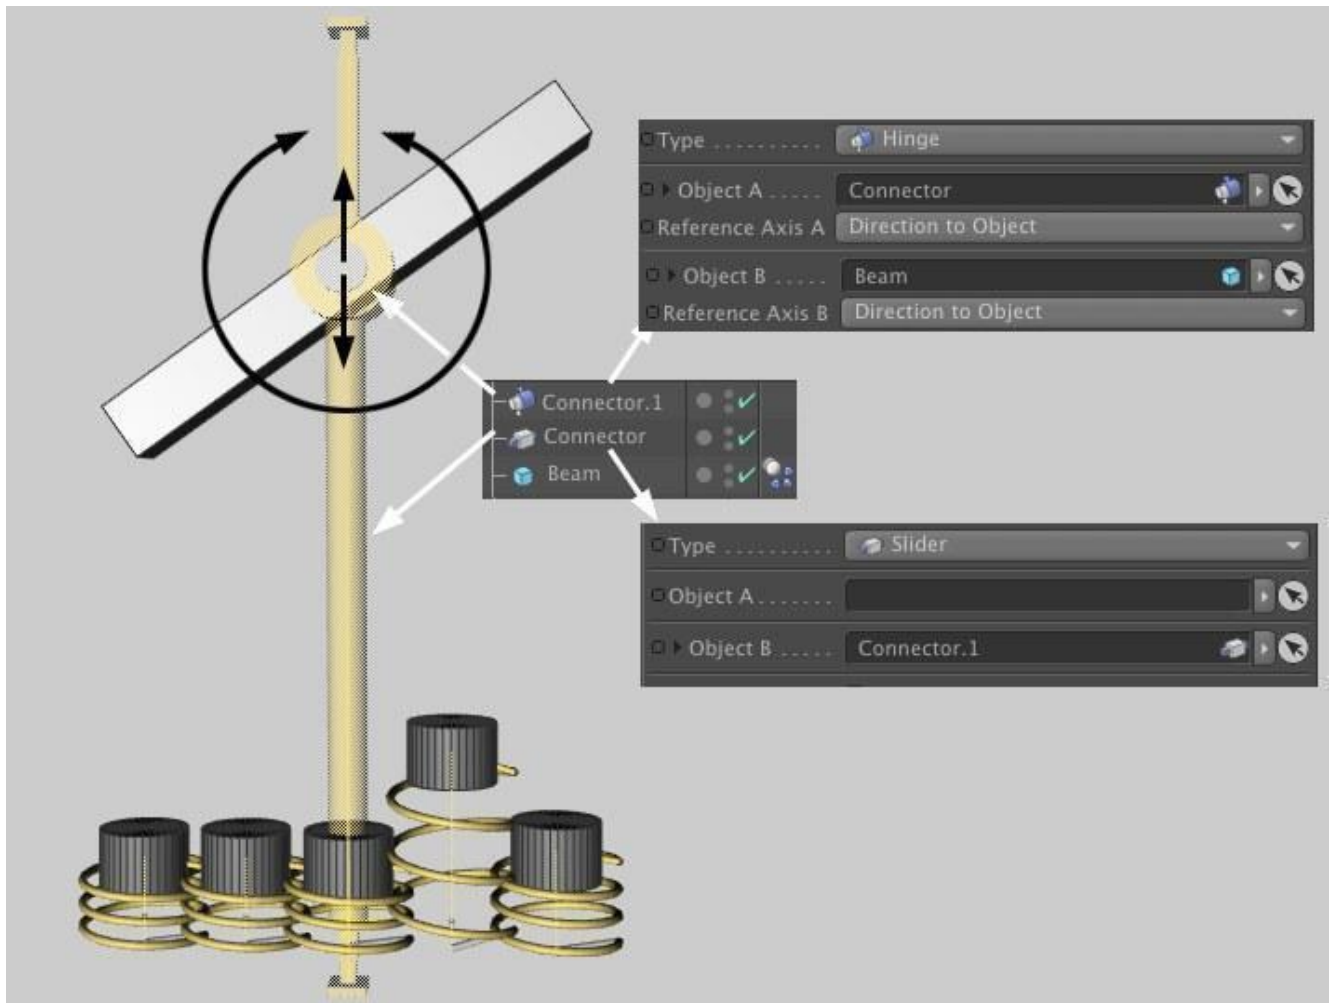 Type .......... Hinge
Object A ..... Connector
Reference Axis A Direction to Object
Object B ..... Beam
Reference Axis B Direction to Object
Connector.1
Connector
Beam
Type .......... Slider
Object A .......
Object B ..... Connector.1